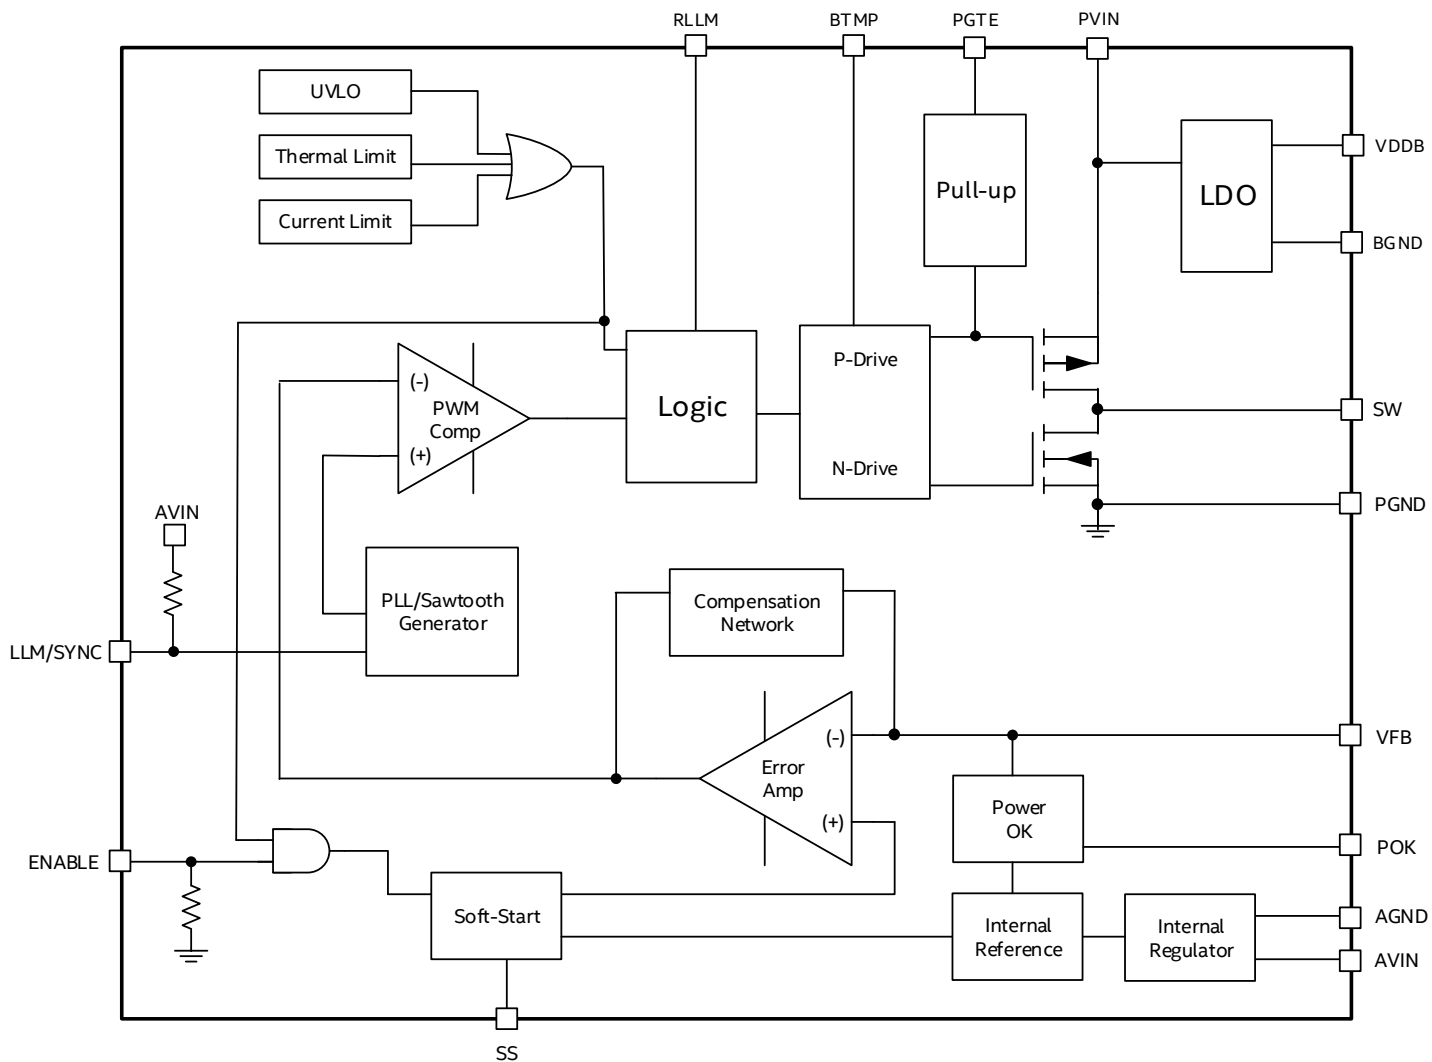 RLLM
BTMP
PGTE
PVIN
UVLO
Thermal Limit
Current Limit
Pull-up
LDO
VDDB
BGND
(-)
PWM
Comp
(+)
Logic
P-Drive
N-Drive
SW
PGND
AVIN
PLL/Sawtooth
Generator
LLM/SYNC
Compensation
Network
(-)
Error
Amp
(+)
VFB
Power
OK
POK
ENABLE
Soft-Start
Internal
Reference
Internal
Regulator
AGND
AVIN
SS